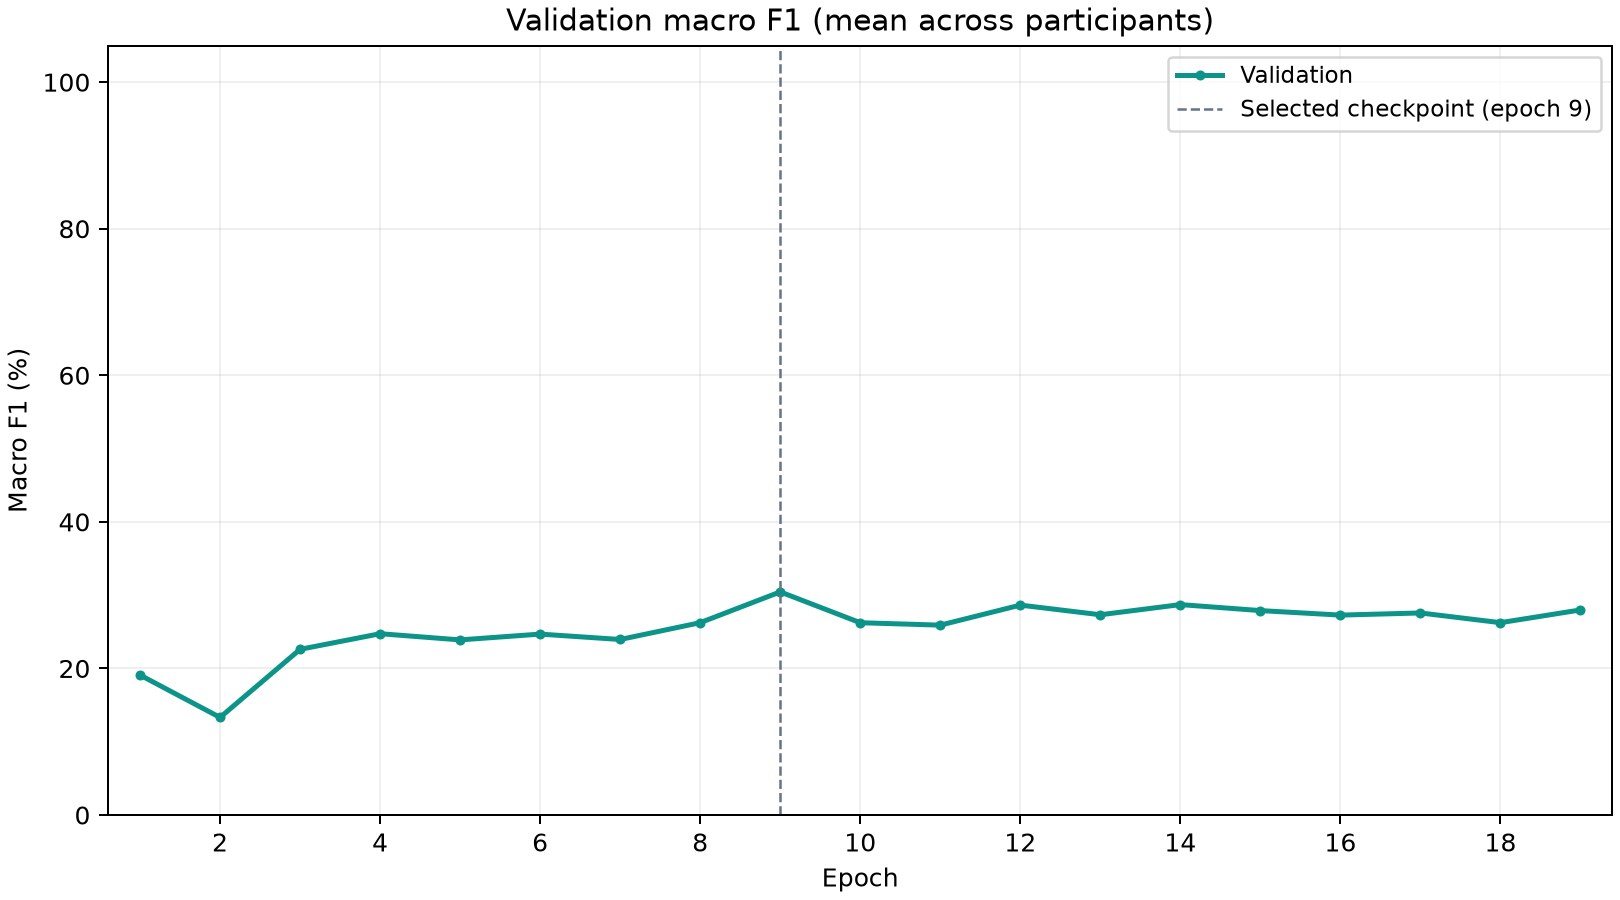 Validation macro F1 (mean across participants)
Validation
Selected checkpoint (epoch 9)
Macro F1 (%)
100
80
60
40
20
0
2 4 6 8 10 12 14 16 18
Epoch